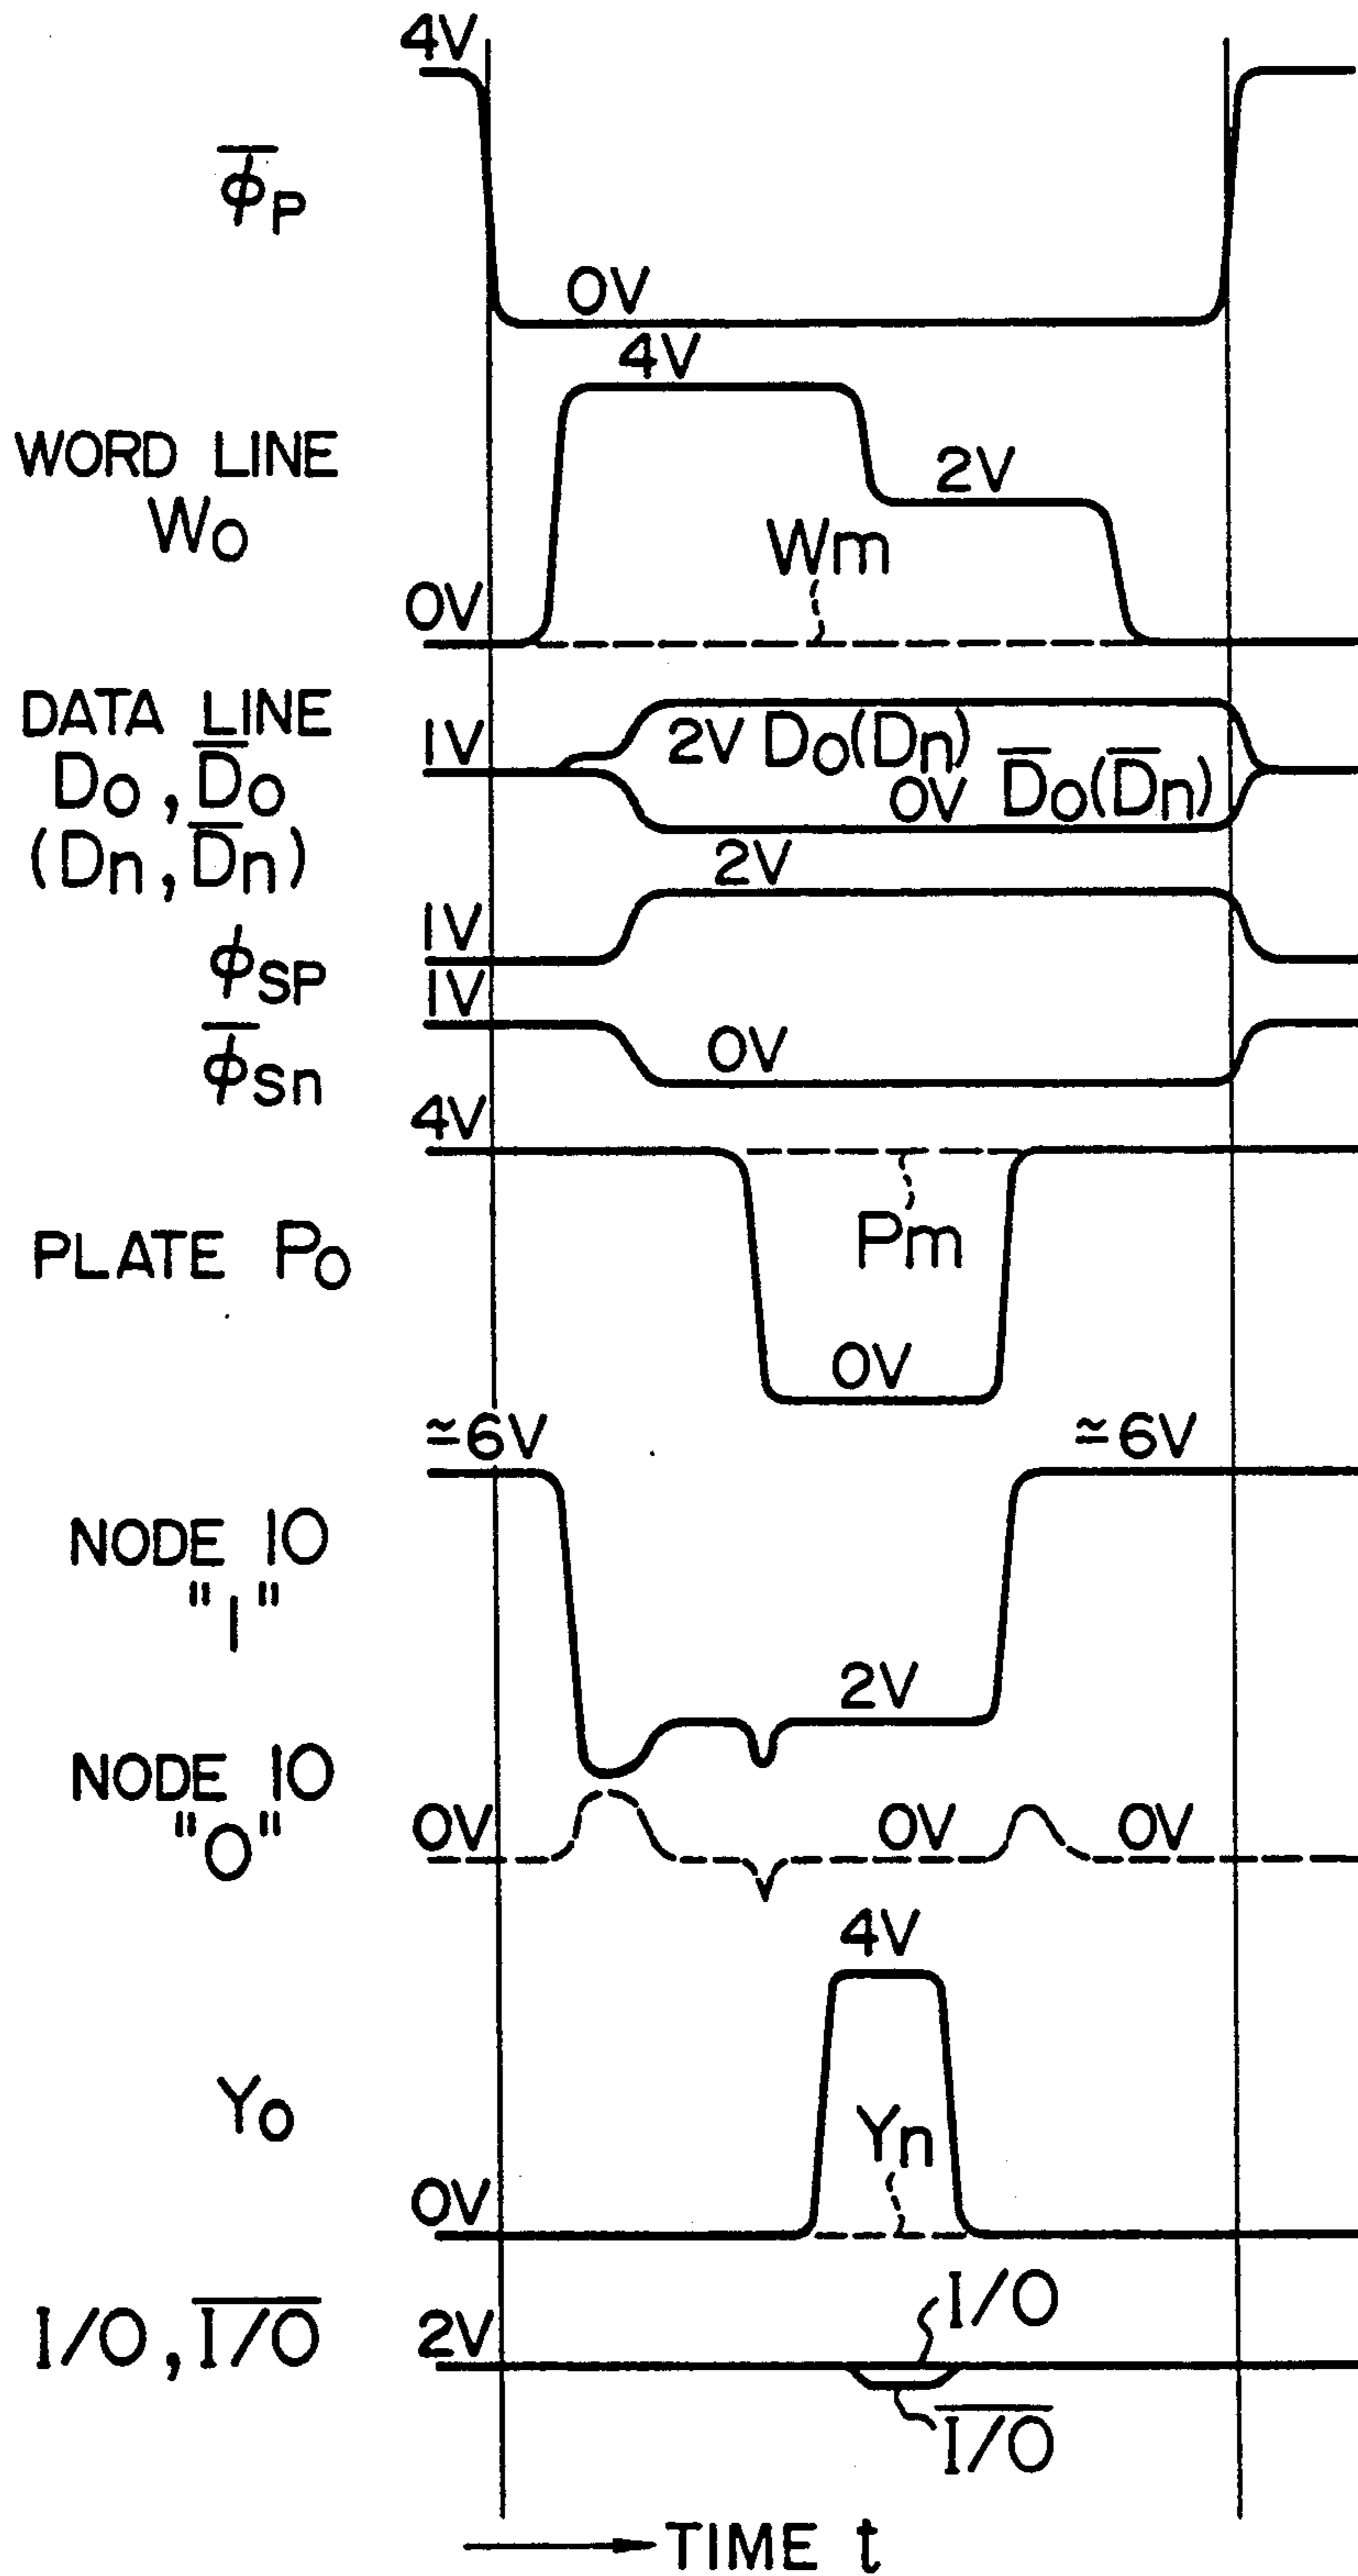 4V
φ̅P
0V
4V
WORD LINE
W0
2V
Wm
0V
DATA LINE
D0, D̅0
(Dn, D̅n)
1V
2V D0(Dn)
0V D̅0(D̅n)
2V
1V
φSP
1V
φ̅Sn
0V
4V
PLATE P0
Pm
0V
≃6V
≃6V
NODE 10
"1"
2V
NODE 10
"0"
0V
0V
0V
4V
Y0
Yn
0V
I/O, I̅/̅O̅
2V
I/O
I̅/̅O̅
TIME t